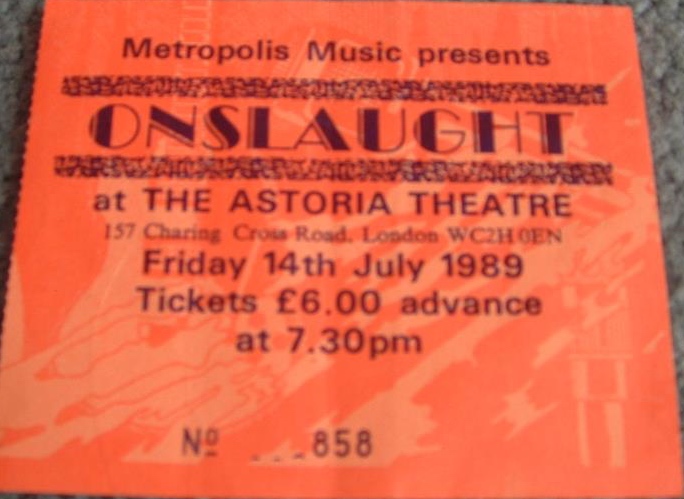 Metropolis Music presents
ONSLAUGHT
at THE ASTORIA THEATRE
157 Charing Cross Road, London WC2H 0EN
Friday 14th July 1989
Tickets £6.00 advance
at 7.30pm
Nº 858